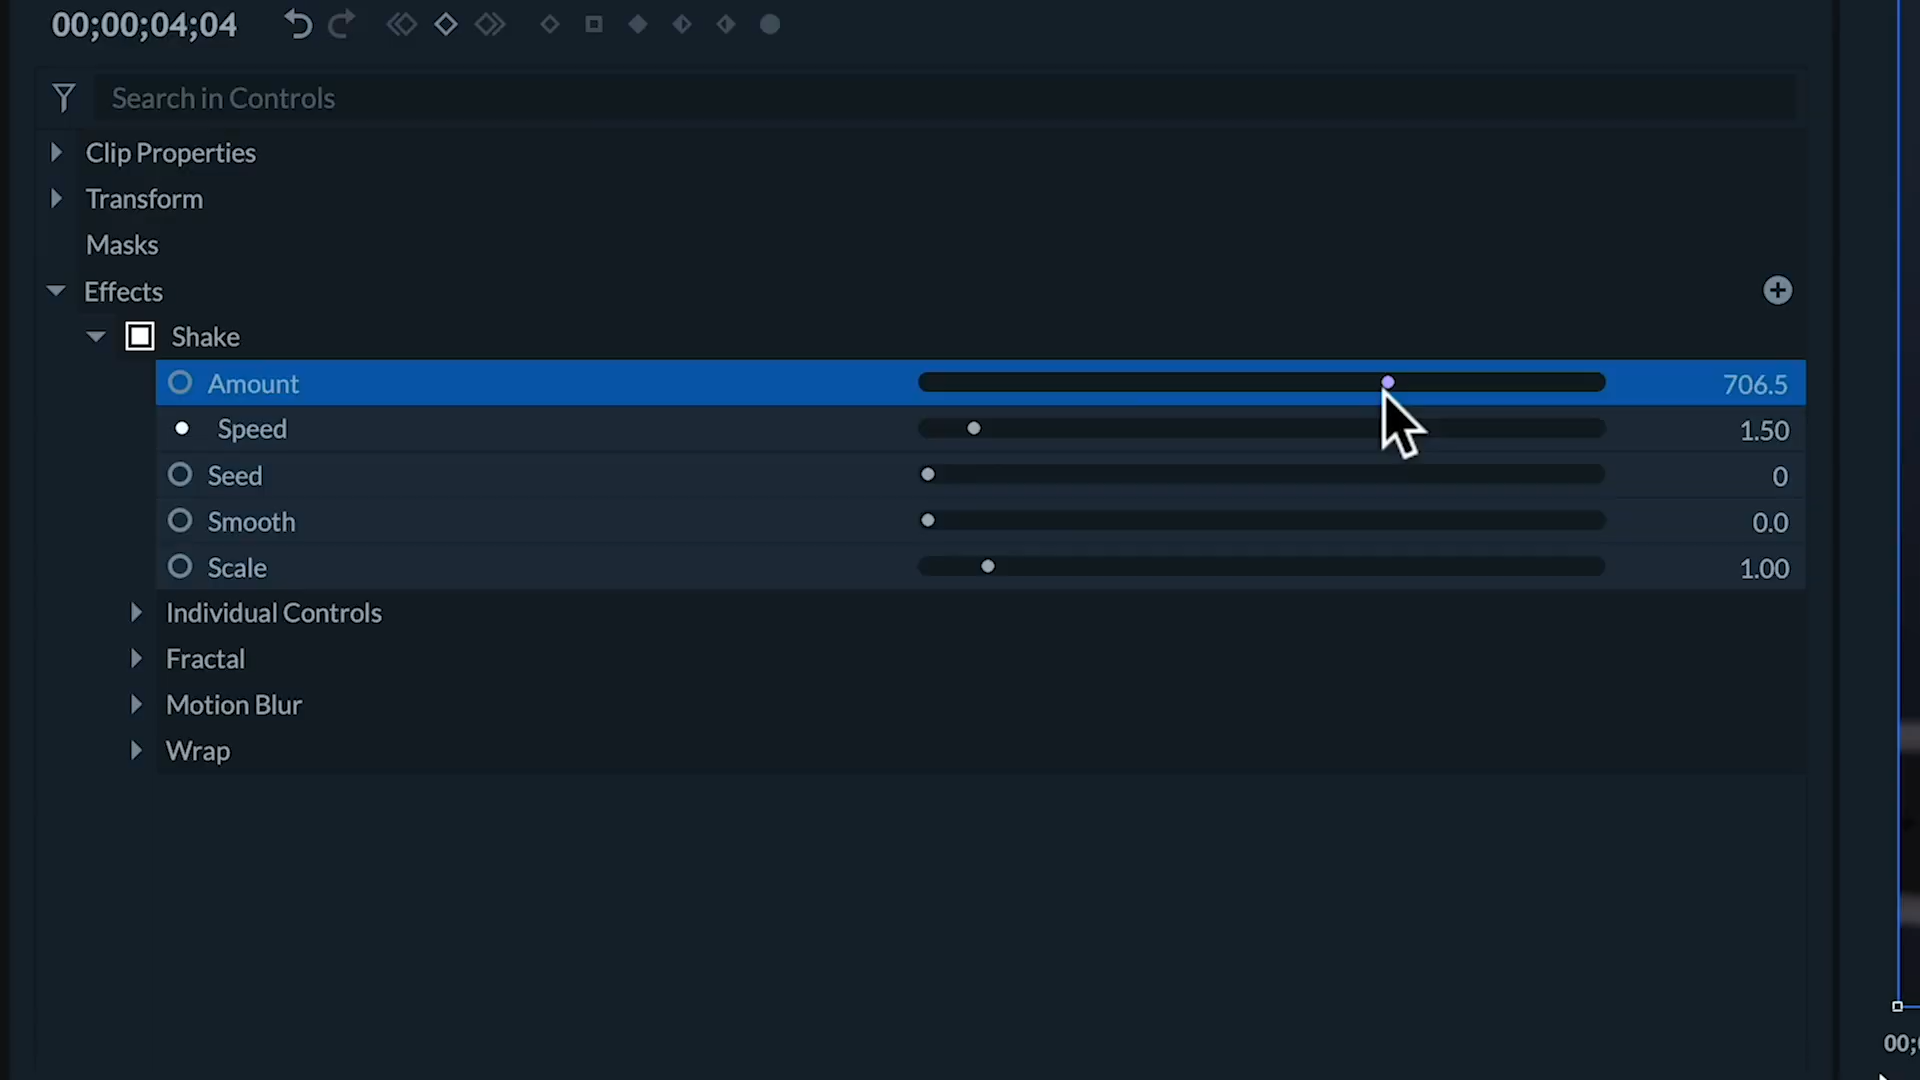 00;00;04;04
Search in Controls
Clip Properties
Transform
Masks
Effects
Shake
Amount 706.5
Speed 1.50
Seed 0
Smooth 0.0
Scale 1.00
Individual Controls
Fractal
Motion Blur
Wrap
00;